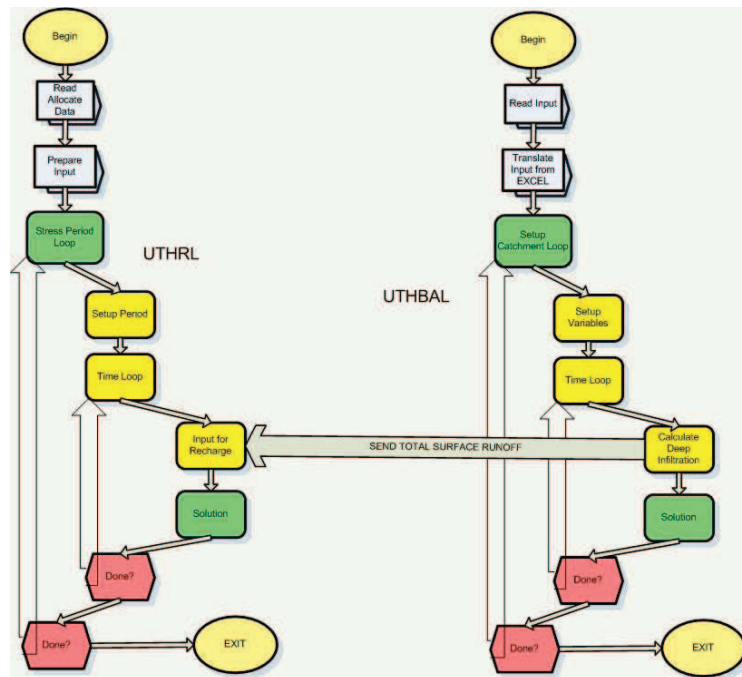 Begin
Read
Allocate
Data
Prepare
Input
Stress Period
Loop
UTHRL
Setup Period
Time Loop
Input for
Recharge
Solution
Done?
Done?
EXIT
Begin
Read Input
Translate
Input from
EXCEL
Setup
Catchment Loop
UTHBAL
Setup
Variables
Time Loop
SEND TOTAL SURFACE RUNOFF
Calculate
Deep
Infiltration
Solution
Done?
Done?
EXIT